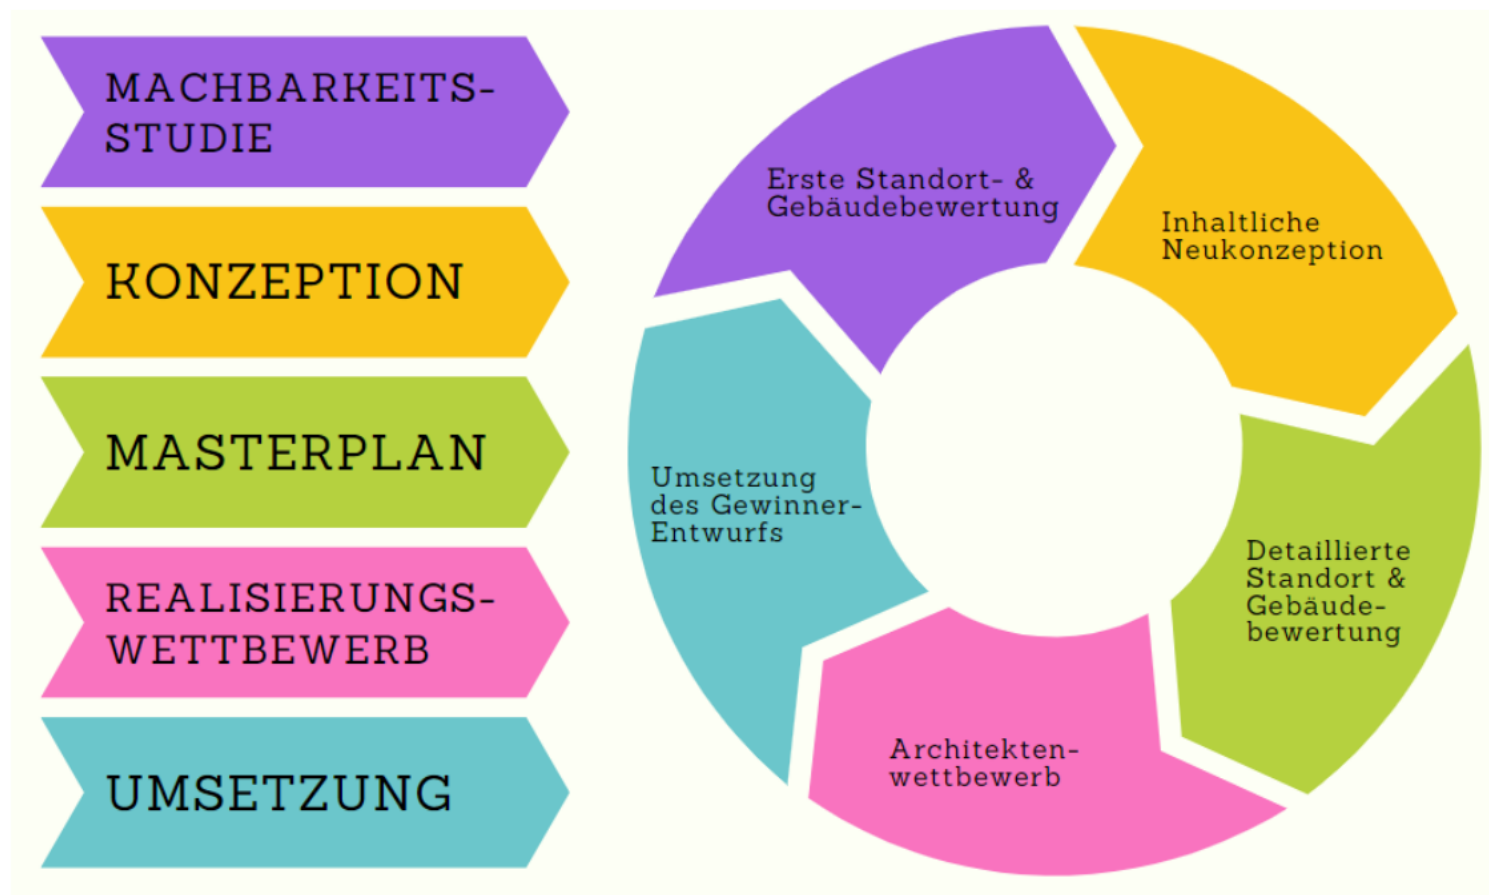 MACHBARKEITS-
STUDIE
KONZEPTION
MASTERPLAN
REALISIERUNGS-
WETTBEWERB
UMSETZUNG
Erste Standort- &
Gebäudebewertung
Inhaltliche
Neukonzeption
Detaillierte
Standort &
Gebäude-
bewertung
Architekten-
wettbewerb
Umsetzung
des Gewinner-
Entwurfs